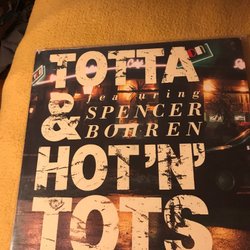 TOTTA
& featuring
SPENCER
BOHREN
HOT'N'
TOTS